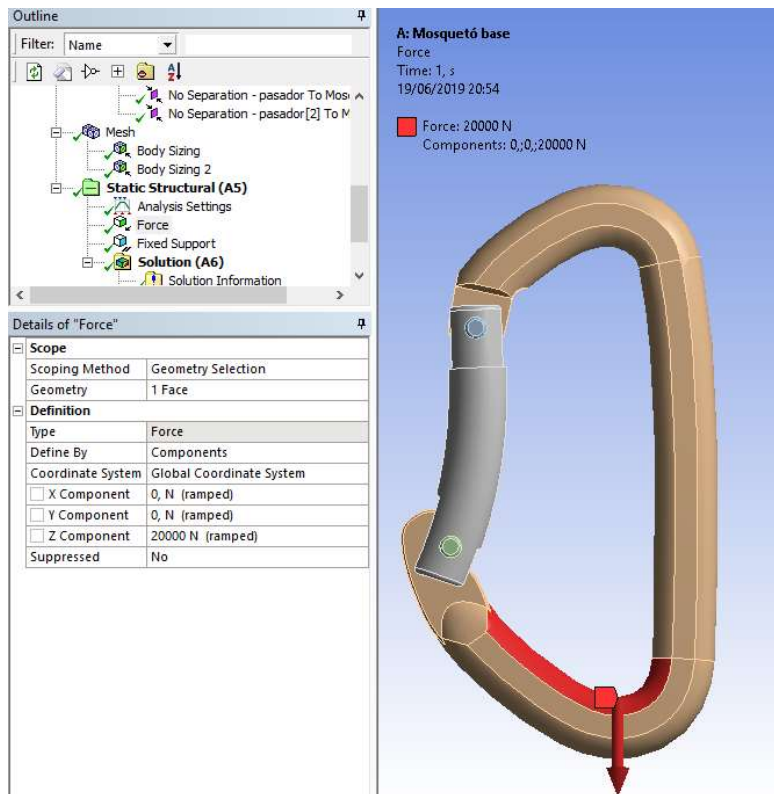 Outline
Filter: Name
No Separation - pasador To Mos
No Separation - pasador[2] To M
Mesh
Body Sizing
Body Sizing 2
Static Structural (A5)
Analysis Settings
Force
Fixed Support
Solution (A6)
Solution Information
Details of "Force"
Scope
Scoping Method Geometry Selection
Geometry 1 Face
Definition
Type Force
Define By Components
Coordinate System Global Coordinate System
X Component 0, N (ramped)
Y Component 0, N (ramped)
Z Component 20000 N (ramped)
Suppressed No
A: Mosquetó base
Force
Time: 1, s
19/06/2019 20:54
Force: 20000 N
Components: 0,;0,;20000 N